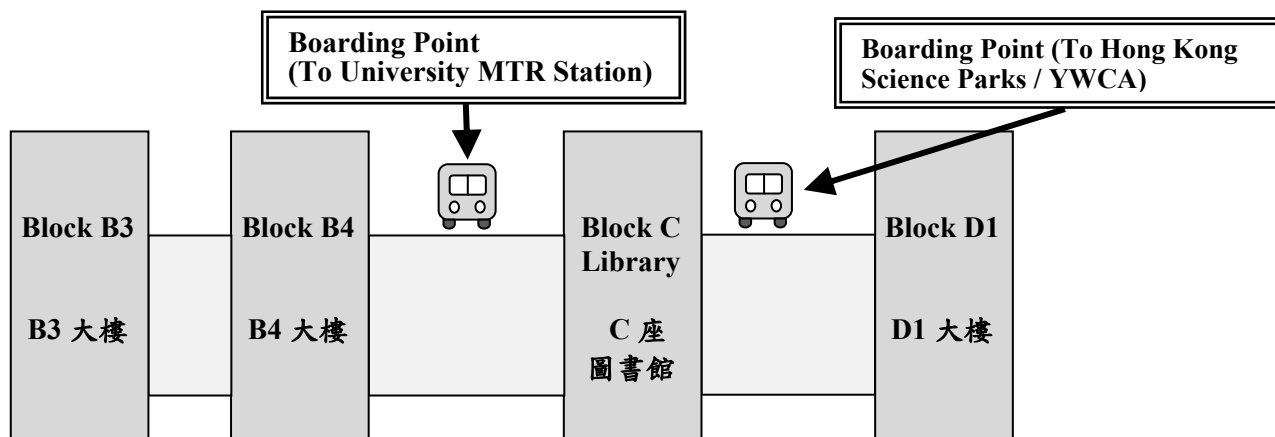 Boarding Point
(To University MTR Station)
Boarding Point (To Hong Kong
Science Parks / YWCA)
Block B3
B3 大樓
Block B4
B4 大樓
Block C
Library
C 座
圖書館
Block D1
D1 大樓